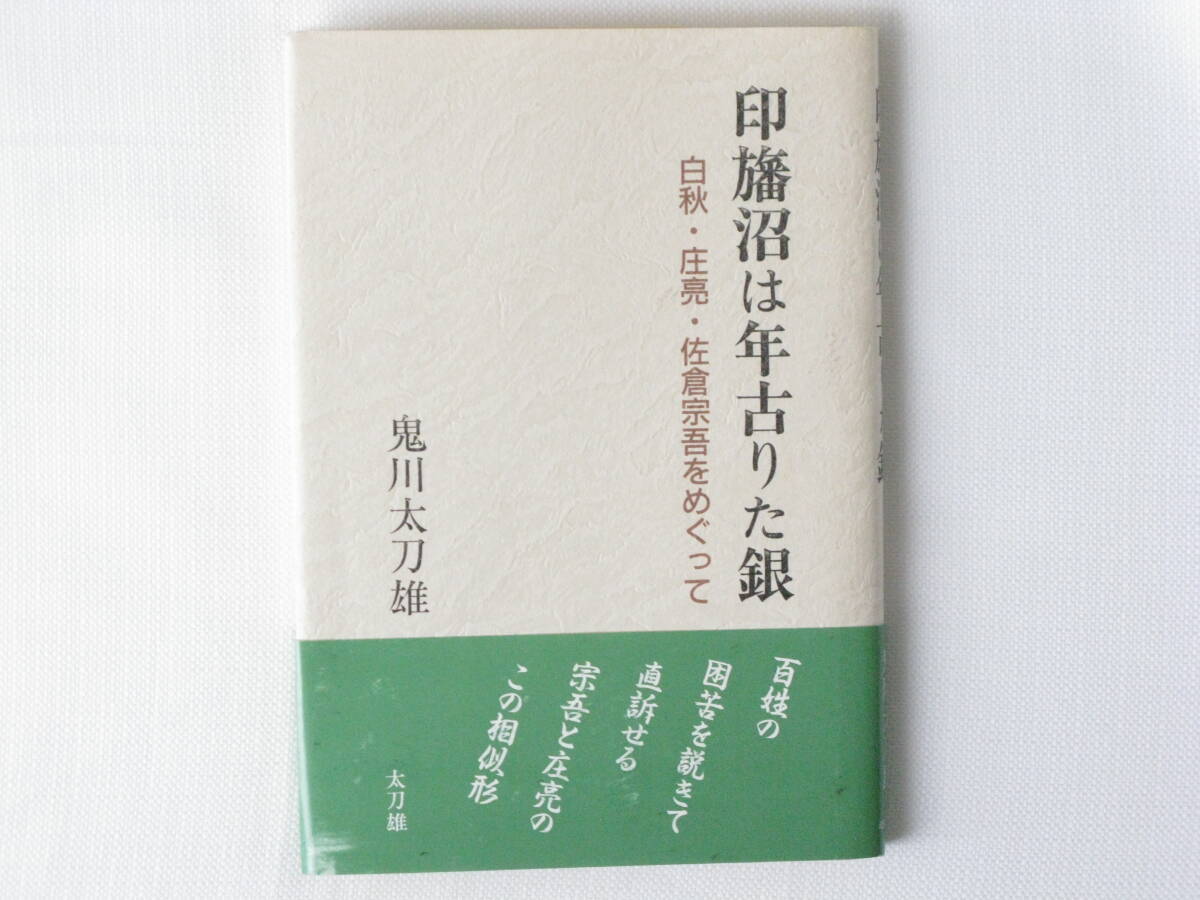 印旛沼は年古りた銀
白秋・庄亮・佐倉宗吾をめぐって
鬼川太刀雄
百姓の
困苦を説きて
直訴せる
宗吾と庄亮の
この相似形
太刀雄